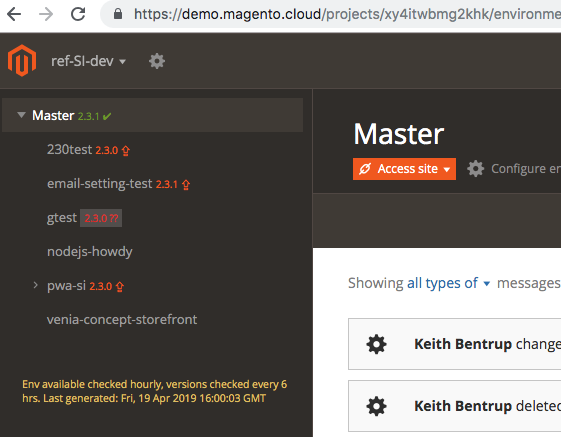 https://demo.magento.cloud/projects/xy4itwbmg2khk/environme
ref-SI-dev
Master 2.3.1
230test 2.3.0
email-setting-test 2.3.1
gtest 2.3.0 ??
nodejs-howdy
pwa-si 2.3.0
venia-concept-storefront
Env available checked hourly, versions checked every 6
hrs. Last generated: Fri, 19 Apr 2019 16:00:03 GMT
Master
Access site
Configure en
Showing all types of messages
Keith Bentrup change
Keith Bentrup deleted